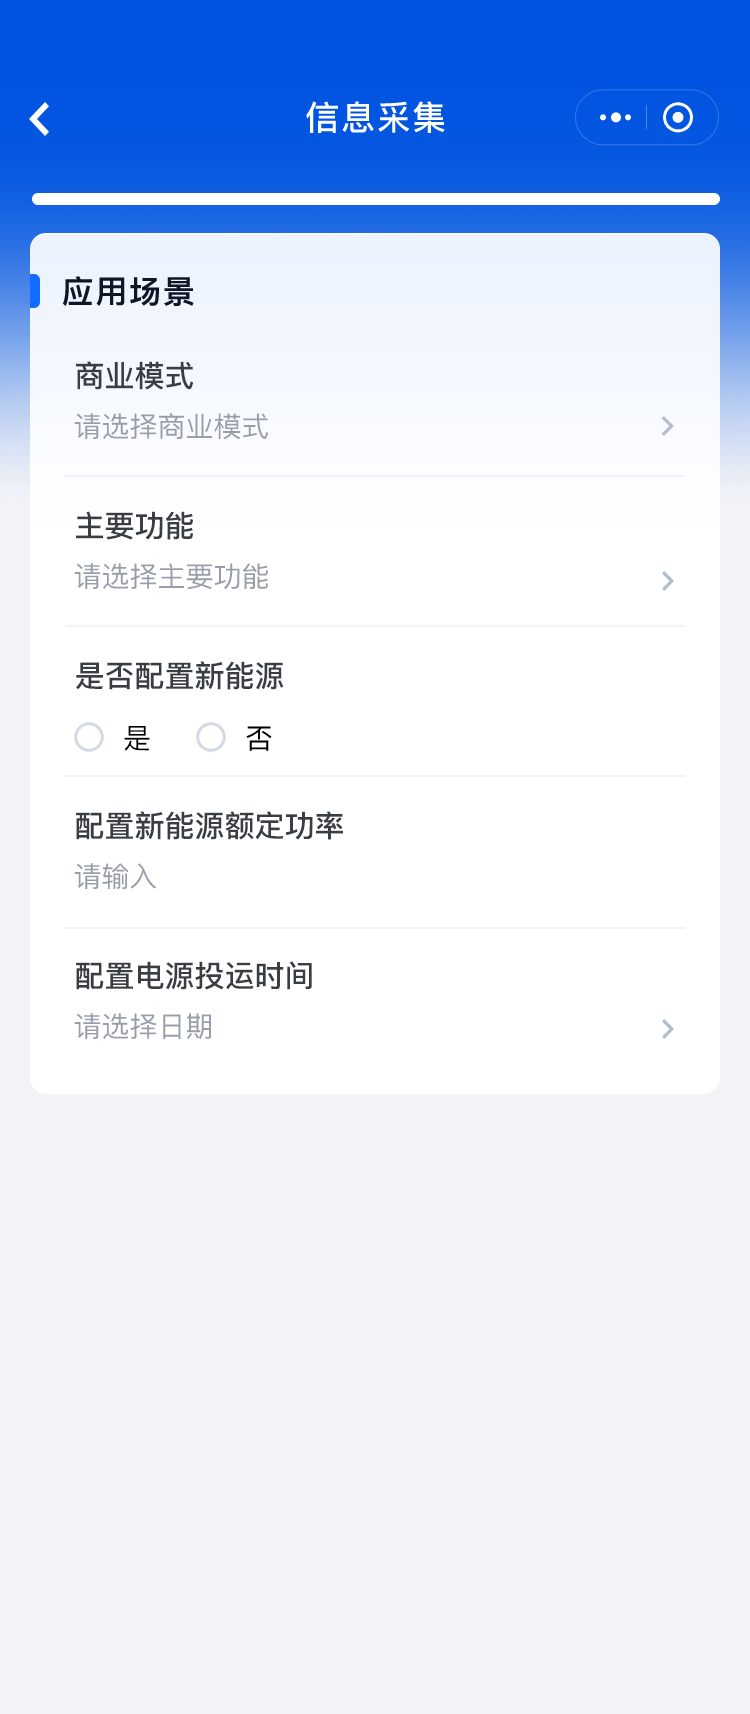 信息采集
应用场景
商业模式
请选择商业模式
主要功能
请选择主要功能
是否配置新能源
是 否
配置新能源额定功率
请输入
配置电源投运时间
请选择日期